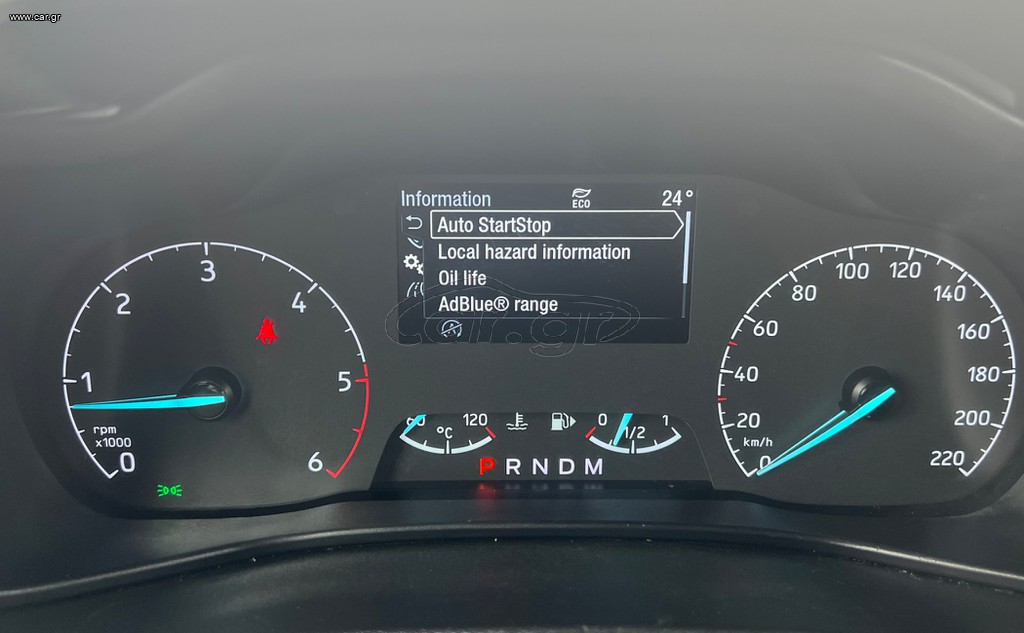 www.car.gr
Information ECO 24°
Auto StartStop
Local hazard information
Oil life
AdBlue® range
car.gr
0 1 2 3 4 5 6
rpm
x1000
120
°C
0 1/2 1
P R N D M
0 20 40 60 80 100 120 140 160 180 200 220
km/h